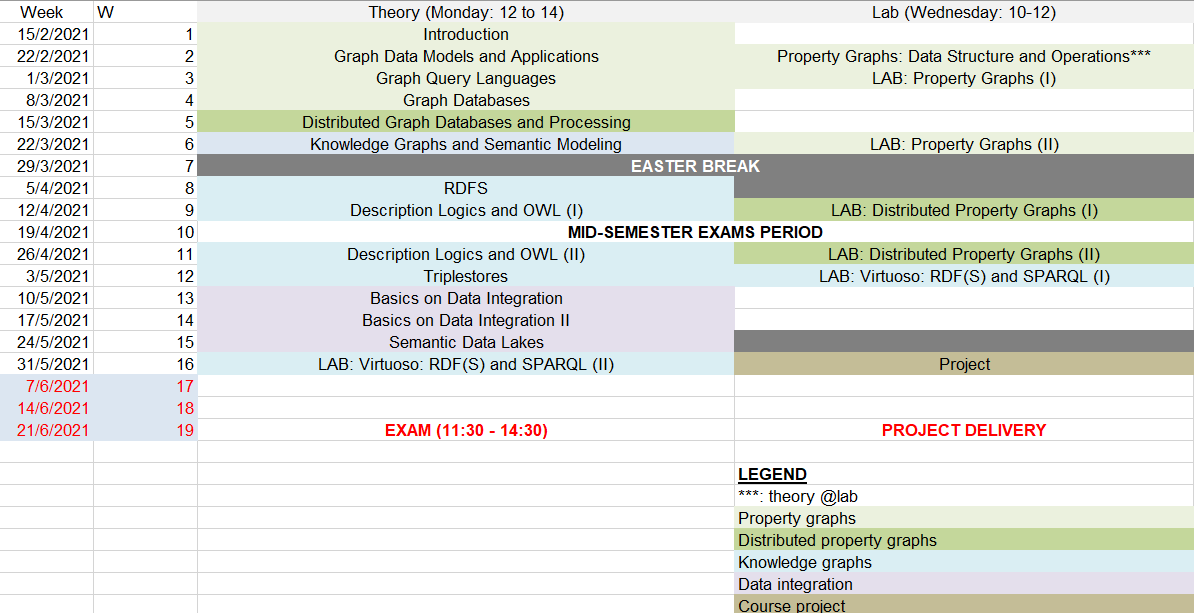 Week W Theory (Monday: 12 to 14) Lab (Wednesday: 10-12)
15/2/2021 1 Introduction
22/2/2021 2 Graph Data Models and Applications Property Graphs: Data Structure and Operations***
1/3/2021 3 Graph Query Languages LAB: Property Graphs (I)
8/3/2021 4 Graph Databases
15/3/2021 5 Distributed Graph Databases and Processing
22/3/2021 6 Knowledge Graphs and Semantic Modeling LAB: Property Graphs (II)
29/3/2021 7 EASTER BREAK
5/4/2021 8 RDFS
12/4/2021 9 Description Logics and OWL (I) LAB: Distributed Property Graphs (I)
19/4/2021 10 MID-SEMESTER EXAMS PERIOD
26/4/2021 11 Description Logics and OWL (II) LAB: Distributed Property Graphs (II)
3/5/2021 12 Triplestores LAB: Virtuoso: RDF(S) and SPARQL (I)
10/5/2021 13 Basics on Data Integration
17/5/2021 14 Basics on Data Integration II
24/5/2021 15 Semantic Data Lakes
31/5/2021 16 LAB: Virtuoso: RDF(S) and SPARQL (II) Project
7/6/2021 17
14/6/2021 18
21/6/2021 19 EXAM (11:30 - 14:30) PROJECT DELIVERY
LEGEND
***: theory @lab
Property graphs
Distributed property graphs
Knowledge graphs
Data integration
Course project